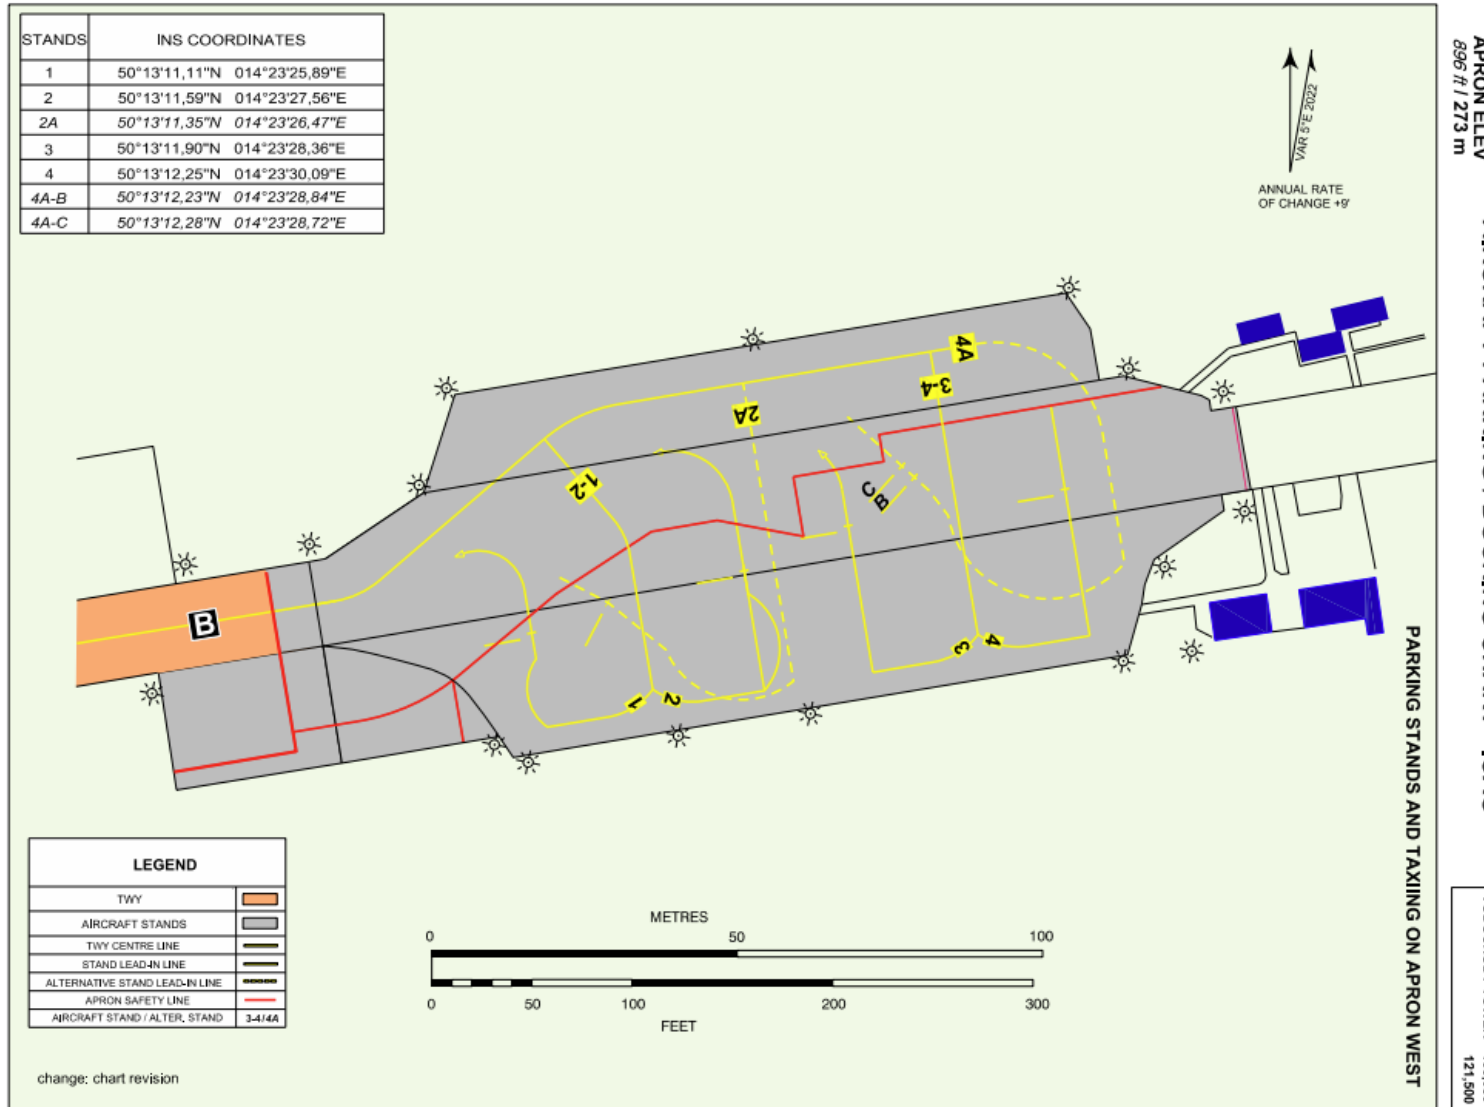 STANDS INS COORDINATES
1 50°13'11,11"N 014°23'25,89"E
2 50°13'11,59"N 014°23'27,56"E
2A 50°13'11,35"N 014°23'26,47"E
3 50°13'11,90"N 014°23'28,36"E
4 50°13'12,25"N 014°23'30,09"E
4A-B 50°13'12,23"N 014°23'28,84"E
4A-C 50°13'12,28"N 014°23'28,72"E
VAR 5°E 2022
ANNUAL RATE
OF CHANGE +9'
APRON ELEV
896 ft / 273 m
4A
3-4
2A
1-2
C
B
B
3
4
1
2
PARKING STANDS AND TAXIING ON APRON WEST
LEGEND
TWY
AIRCRAFT STANDS
TWY CENTRE LINE
STAND LEAD-IN LINE
ALTERNATIVE STAND LEAD-IN LINE
APRON SAFETY LINE
AIRCRAFT STAND / ALTER. STAND 3-4/4A
METRES
0 50 100
0 50 100 200 300
FEET
121,500
change: chart revision